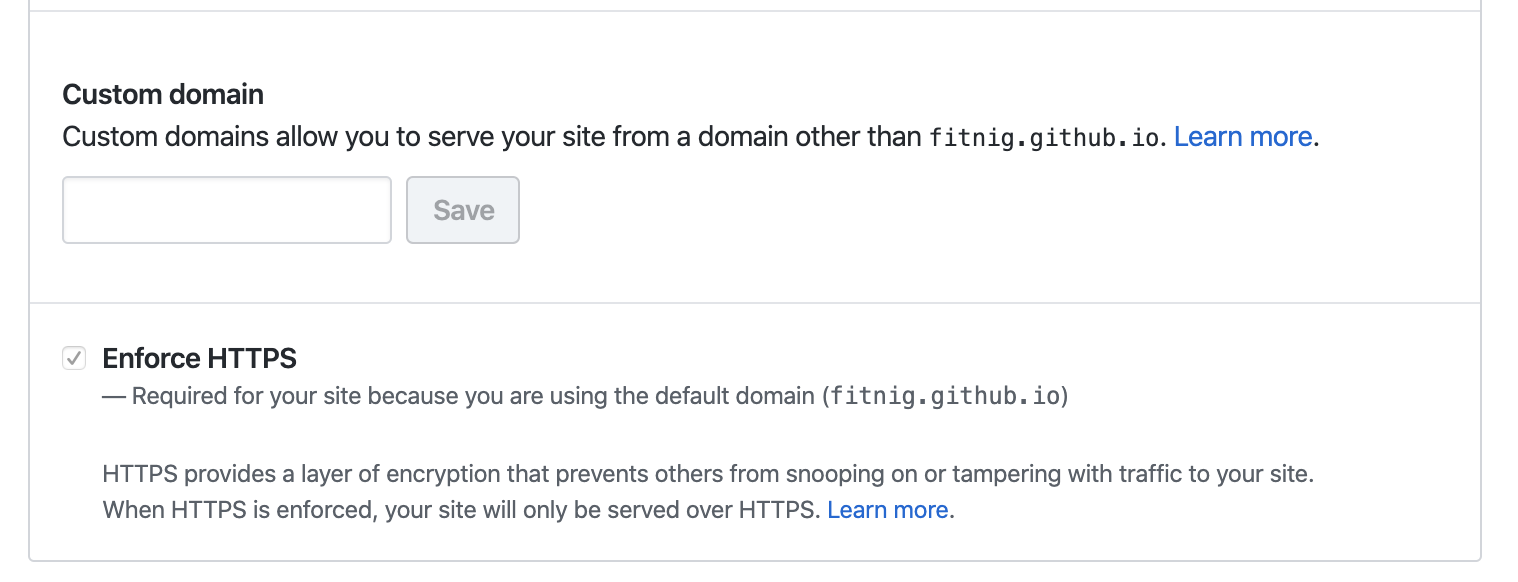 Custom domain
Custom domains allow you to serve your site from a domain other than fitnig.github.io. Learn more.
Save
Enforce HTTPS
— Required for your site because you are using the default domain (fitnig.github.io)
HTTPS provides a layer of encryption that prevents others from snooping on or tampering with traffic to your site.
When HTTPS is enforced, your site will only be served over HTTPS. Learn more.